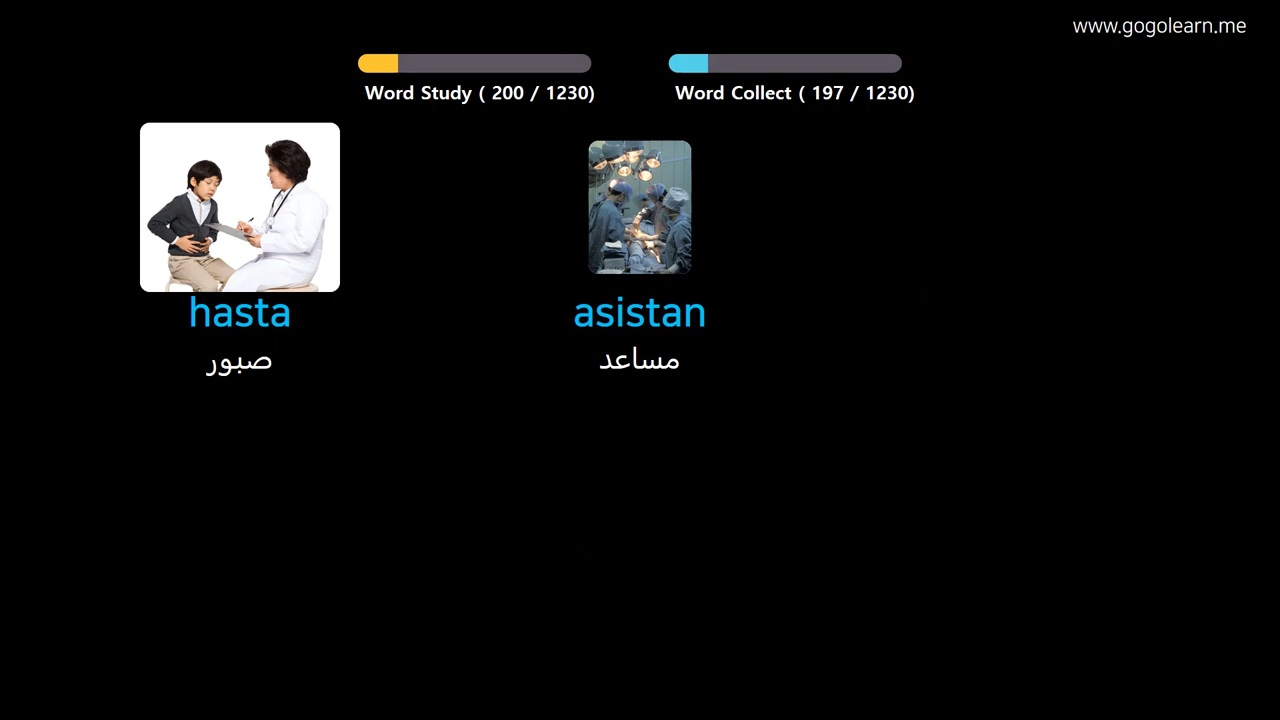 www.gogolearn.me
Word Study ( 200 / 1230)
Word Collect ( 197 / 1230)
hasta
asistan
صبور
مساعد